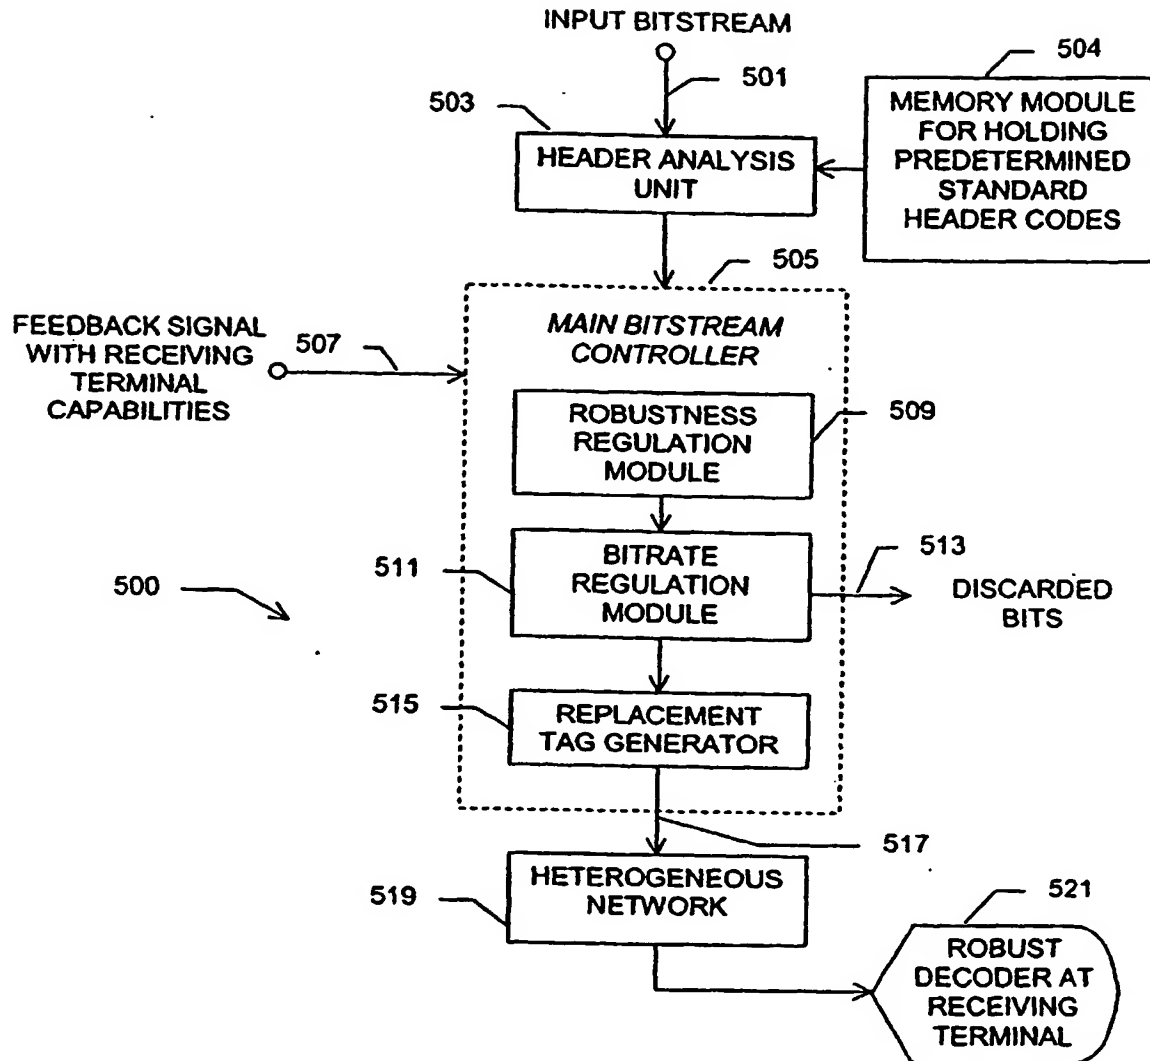 INPUT BITSTREAM
501
503
504
HEADER ANALYSIS
UNIT
MEMORY MODULE
FOR HOLDING
PREDETERMINED
STANDARD
HEADER CODES
505
FEEDBACK SIGNAL
WITH RECEIVING
TERMINAL
CAPABILITIES
507
MAIN BITSTREAM
CONTROLLER
ROBUSTNESS
REGULATION
MODULE
509
500
511
BITRATE
REGULATION
MODULE
513
DISCARDED
BITS
515
REPLACEMENT
TAG GENERATOR
517
519
HETEROGENEOUS
NETWORK
521
ROBUST
DECODER AT
RECEIVING
TERMINAL